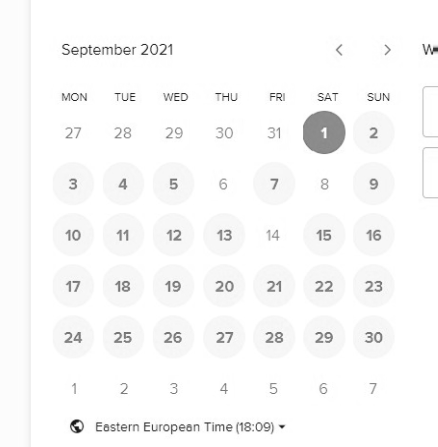 September 2021
MON TUE WED THU FRI SAT SUN
27 28 29 30 31 1 2
3 4 5 6 7 8 9
10 11 12 13 14 15 16
17 18 19 20 21 22 23
24 25 26 27 28 29 30
1 2 3 4 5 6 7
Eastern European Time (18:09)